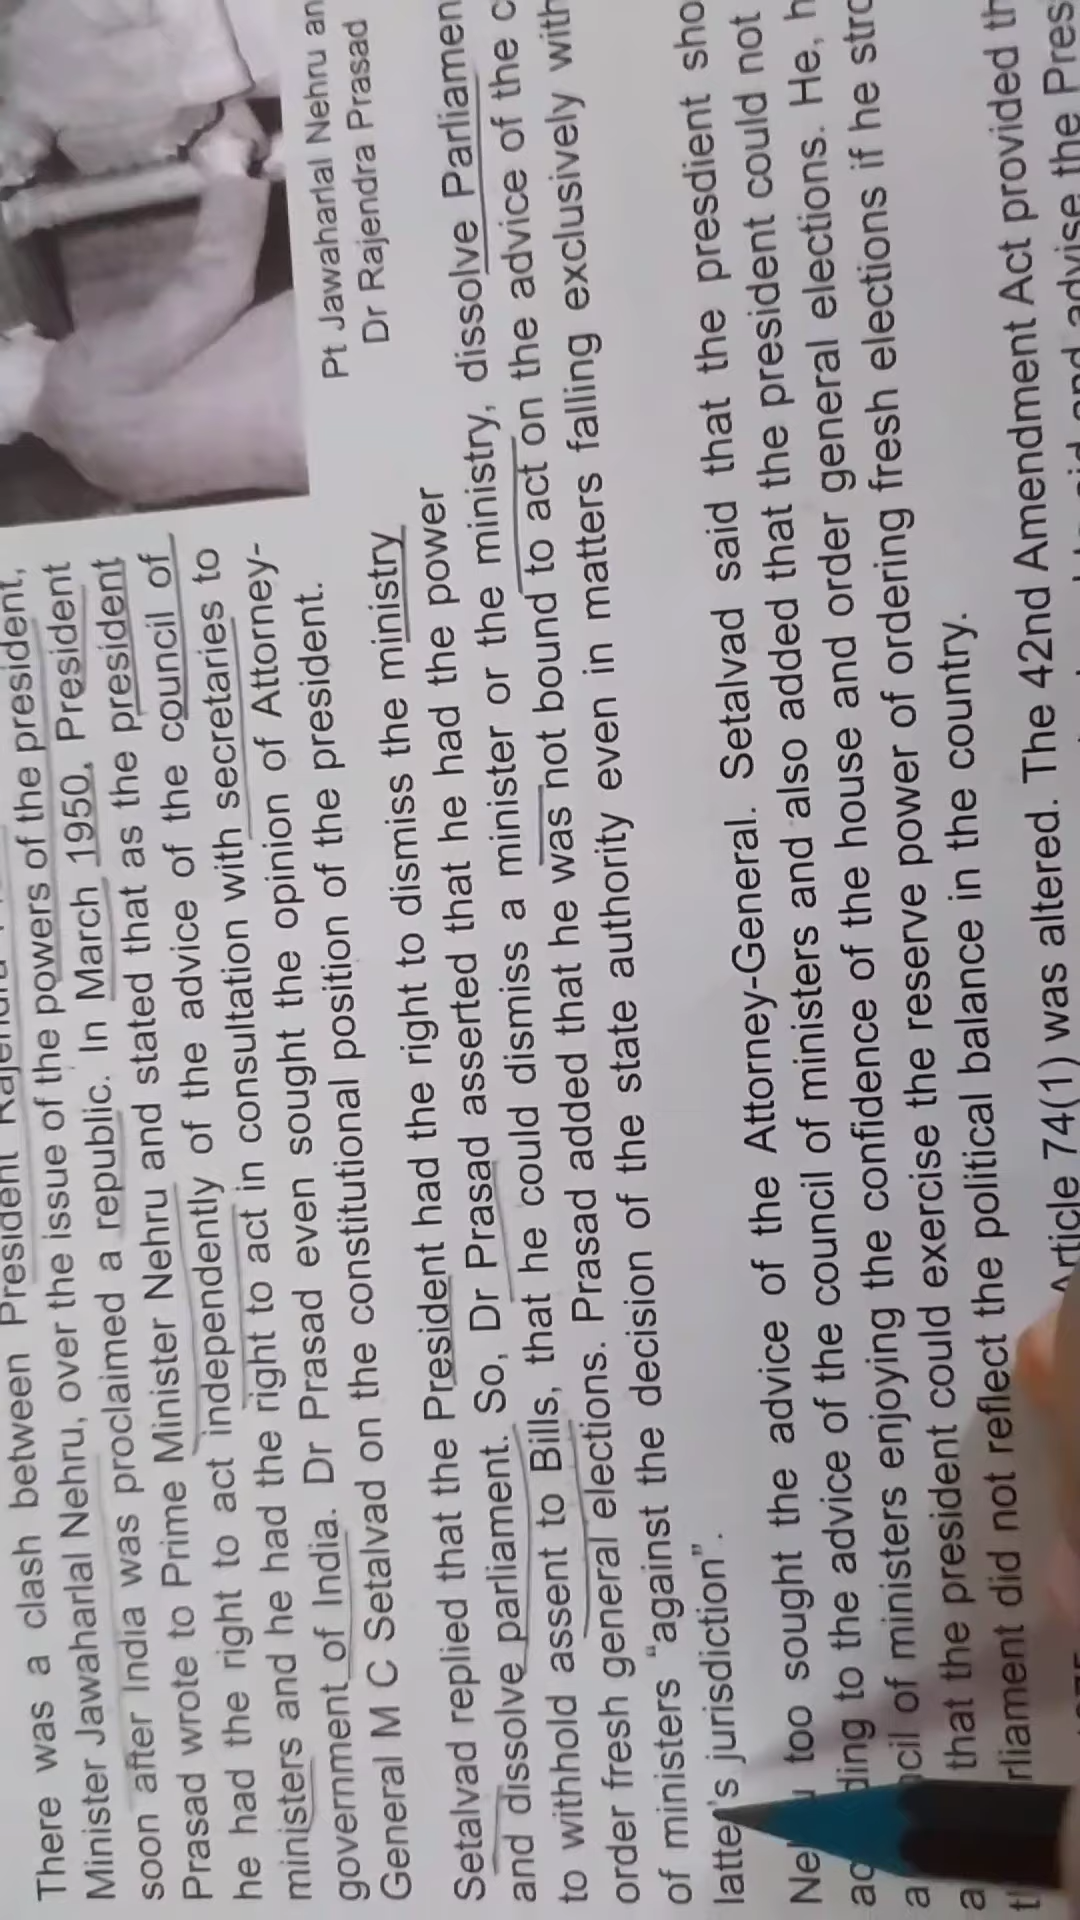 Pt Jawaharlal Nehru an
Dr Rajendra Prasad
There was a clash between President
Minister Jawaharlal Nehru, over the issue of the powers of the president,
soon after India was proclaimed a republic. In March 1950, President
Prasad wrote to Prime Minister Nehru and stated that as the president
he had the right to act independently of the advice of the council of
ministers and he had the right to act in consultation with secretaries to
government of India. Dr Prasad even sought the opinion of Attorney-
General M C Setalvad on the constitutional position of the president.
Setalvad replied that the President had the right to dismiss the ministry
and dissolve parliament. So, Dr Prasad asserted that he had the power
to withhold assent to Bills, that he could dismiss a minister or the ministry, dissolve Parliamen
order fresh general elections. Prasad added that he was not bound to act on the advice of the c
of ministers "against the decision of the state authority even in matters falling exclusively with
latter's jurisdiction".
too sought the advice of the Attorney-General. Setalvad said that the presdient sho
ding to the advice of the council of ministers and also added that the president could not
ncil of ministers enjoying the confidence of the house and order general elections. He, h
that the president could exercise the reserve power of ordering fresh elections if he stro
rliament did not reflect the political balance in the country.
Article 74(1) was altered. The 42nd Amendment Act provided th
and advise the Pres